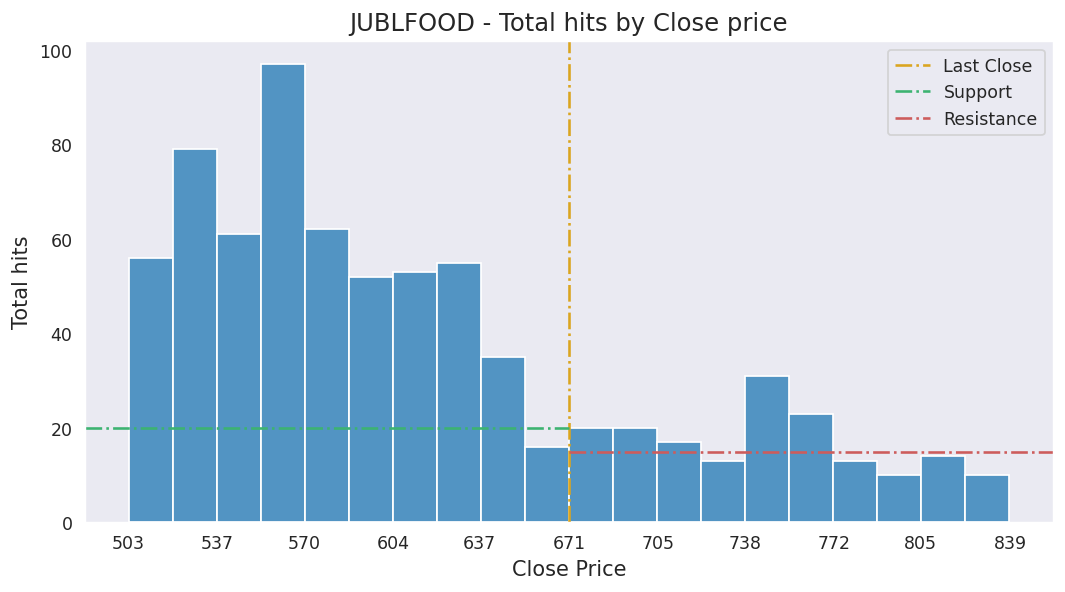 JUBLFOOD - Total hits by Close price
Last Close
Support
Resistance
Total hits
100
80
60
40
20
0
503 537 570 604 637 671 705 738 772 805 839
Close Price